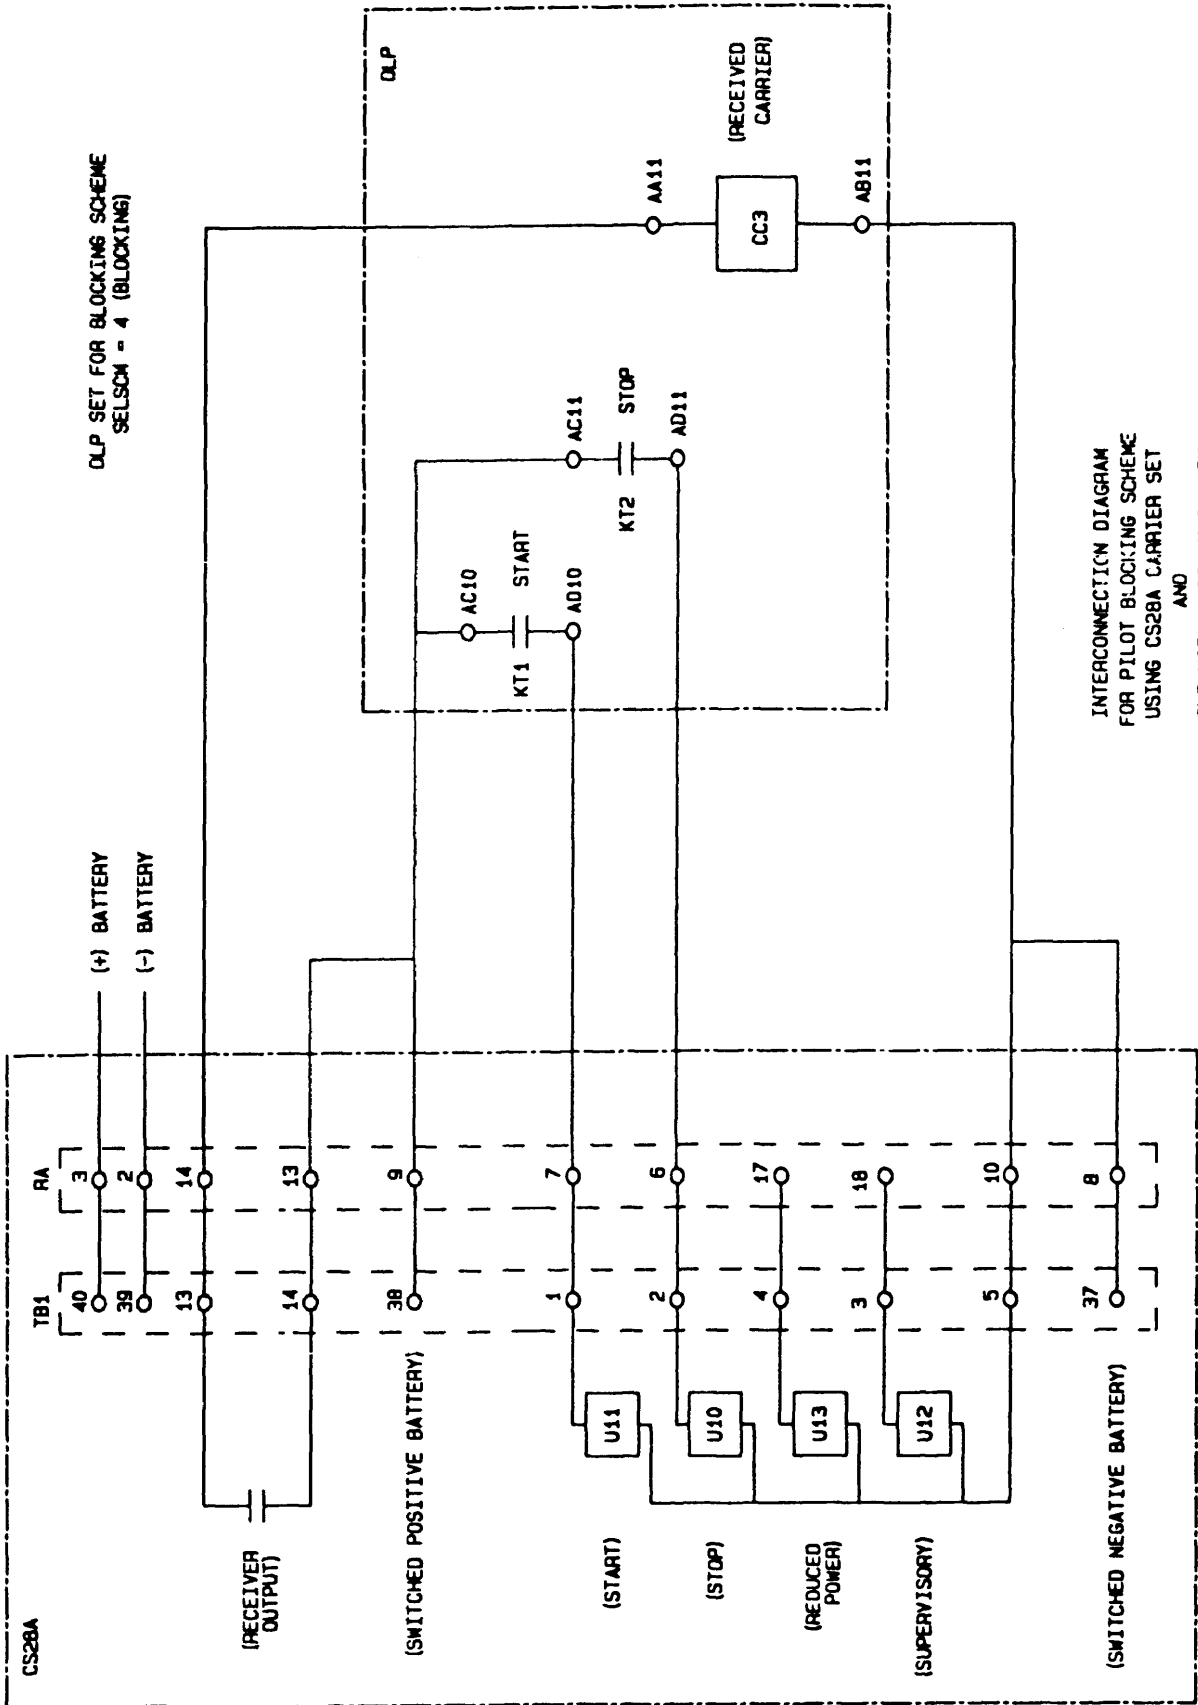 CS28A
TB1
RA
40
3
(+) BATTERY
39
2
(-) BATTERY
13
14
(RECEIVER
OUTPUT)
14
13
38
9
(SWITCHED POSITIVE BATTERY)
(START)
U11
1
7
(STOP)
U10
2
6
(REDUCED
POWER)
U13
4
17
(SUPERVISORY)
U12
3
18
5
10
(SWITCHED NEGATIVE BATTERY)
37
8
DLP SET FOR BLOCKING SCHEME
SELSCM = 4 (BLOCKING)
DLP
AC10
KT1
START
AD10
AC11
KT2
STOP
AD11
AA11
CC3
(RECEIVED
CARRIER)
AB11
INTERCONNECTION DIAGRAM
FOR PILOT BLOCKING SCHEME
USING CS28A CARRIER SET
AND